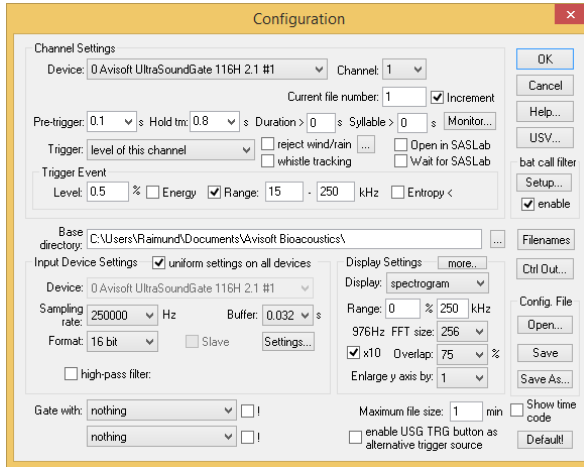 Configuration
Channel Settings
Device: 0 Avisoft UltraSoundGate 116H 2.1 #1 Channel: 1
Current file number: 1 Increment
Pre-trigger: 0.1 s Hold tm: 0.8 s Duration > 0 s Syllable > 0 s Monitor...
Trigger: level of this channel reject wind/rain ... Open in SASLab
whistle tracking Wait for SASLab
Trigger Event
Level: 0.5 % Energy Range: 15 - 250 kHz Entropy <
OK
Cancel
Help...
USV...
bat call filter
Setup...
enable
Base
directory: C:\Users\Raimund\Documents\Avisoft Bioacoustics\ ...
Filenames
Ctrl Out...
Input Device Settings uniform settings on all devices
Device: 0 Avisoft UltraSoundGate 116H 2.1 #1
Sampling
rate: 250000 Hz Buffer: 0.032 s
Format: 16 bit Slave Settings...
high-pass filter:
Display Settings more..
Display: spectrogram
Range: 0 % 250 kHz
976Hz FFT size: 256
x10 Overlap: 75 %
Enlarge y axis by: 1
Config. File
Open...
Save
Save As...
Gate with: nothing !
nothing !
Maximum file size: 1 min
enable USG TRG button as
alternative trigger source
Show time
code
Default!